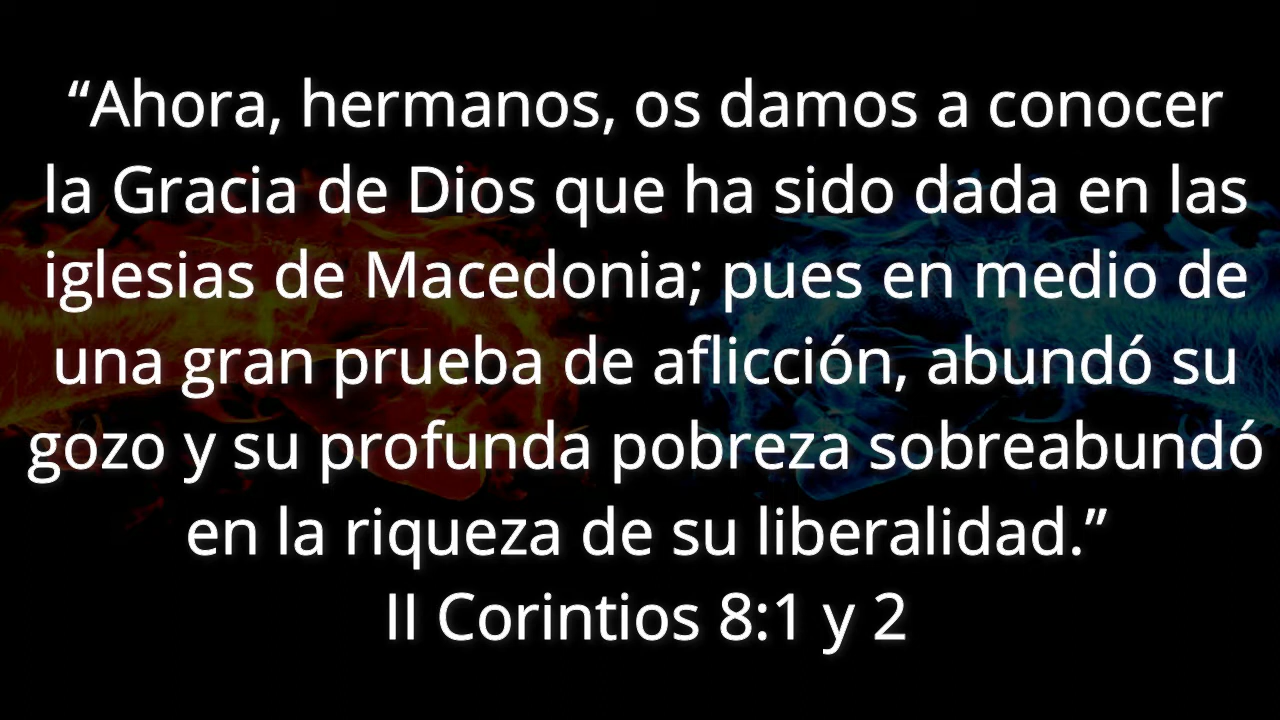 “Ahora, hermanos, os damos a conocer
la Gracia de Dios que ha sido dada en las
iglesias de Macedonia; pues en medio de
una gran prueba de aflicción, abundó su
gozo y su profunda pobreza sobreabundó
en la riqueza de su liberalidad.”
II Corintios 8:1 y 2